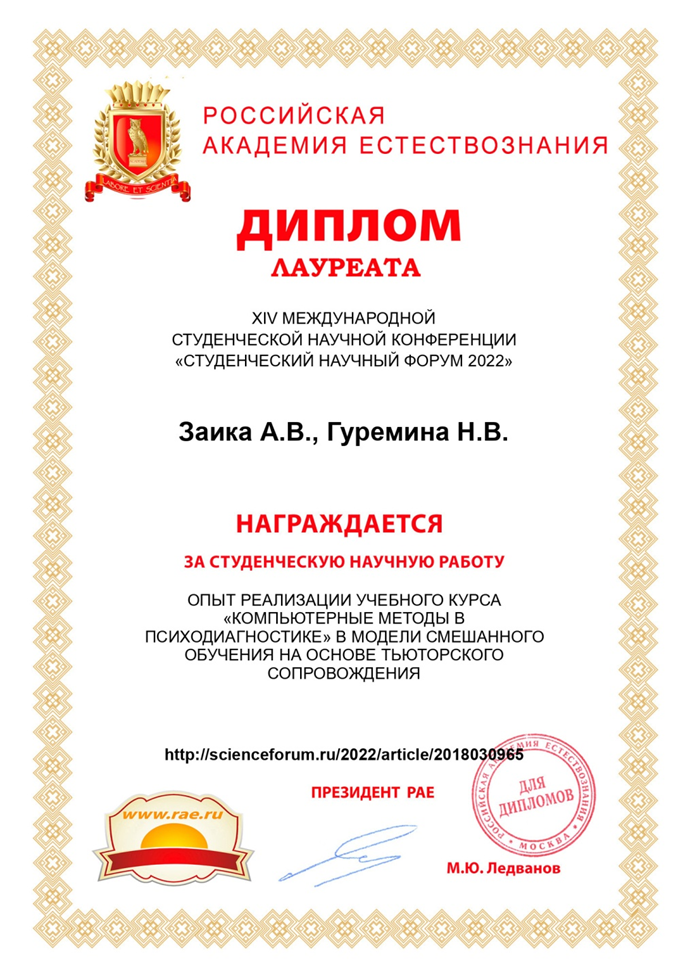 РОССИЙСКАЯ
АКАДЕМИЯ ЕСТЕСТВОЗНАНИЯ
LABORE ET SCIENTIA
ДИПЛОМ
ЛАУРЕАТА
XIV МЕЖДУНАРОДНОЙ
СТУДЕНЧЕСКОЙ НАУЧНОЙ КОНФЕРЕНЦИИ
«СТУДЕНЧЕСКИЙ НАУЧНЫЙ ФОРУМ 2022»
Заика А.В., Гуремина Н.В.
НАГРАЖДАЕТСЯ
ЗА СТУДЕНЧЕСКУЮ НАУЧНУЮ РАБОТУ
ОПЫТ РЕАЛИЗАЦИИ УЧЕБНОГО КУРСА
«КОМПЬЮТЕРНЫЕ МЕТОДЫ В
ПСИХОДИАГНОСТИКЕ» В МОДЕЛИ СМЕШАННОГО
ОБУЧЕНИЯ НА ОСНОВЕ ТЬЮТОРСКОГО
СОПРОВОЖДЕНИЯ
http://scienceforum.ru/2022/article/2018030965
ПРЕЗИДЕНТ РАЕ
www.rae.ru
РОССИЙСКАЯ АКАДЕМИЯ ЕСТЕСТВОЗНАНИЯ
ДЛЯ
ДИПЛОМОВ
МОСКВА
М.Ю. Ледванов